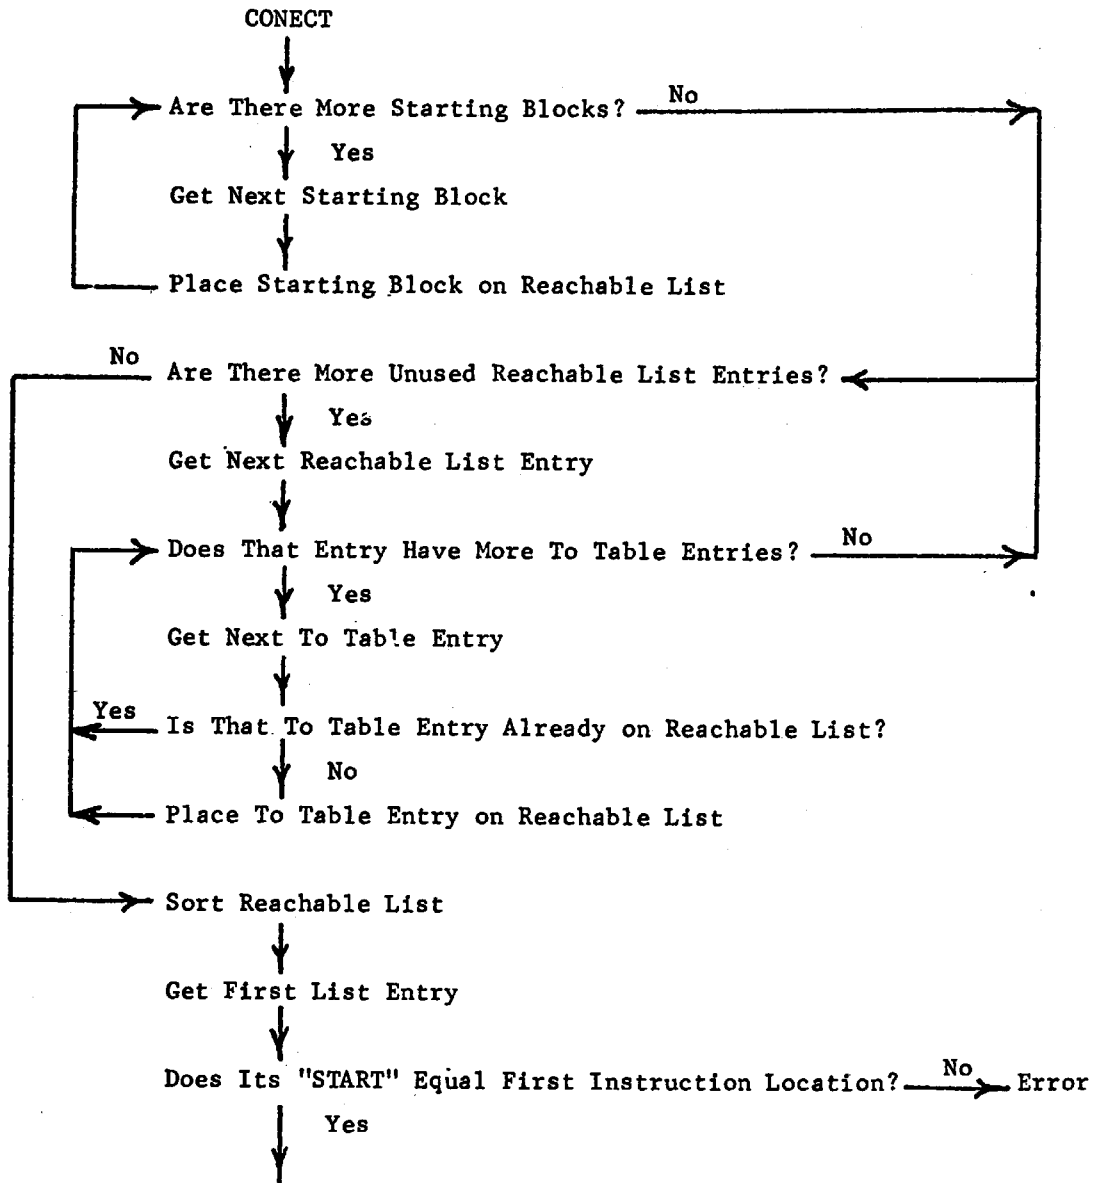 CONECT
Are There More Starting Blocks? No
Yes
Get Next Starting Block
Place Starting Block on Reachable List
No
Are There More Unused Reachable List Entries?
Yes
Get Next Reachable List Entry
Does That Entry Have More To Table Entries? No
Yes
Get Next To Table Entry
Yes
Is That To Table Entry Already on Reachable List?
No
Place To Table Entry on Reachable List
Sort Reachable List
Get First List Entry
Does Its "START" Equal First Instruction Location? No Error
Yes